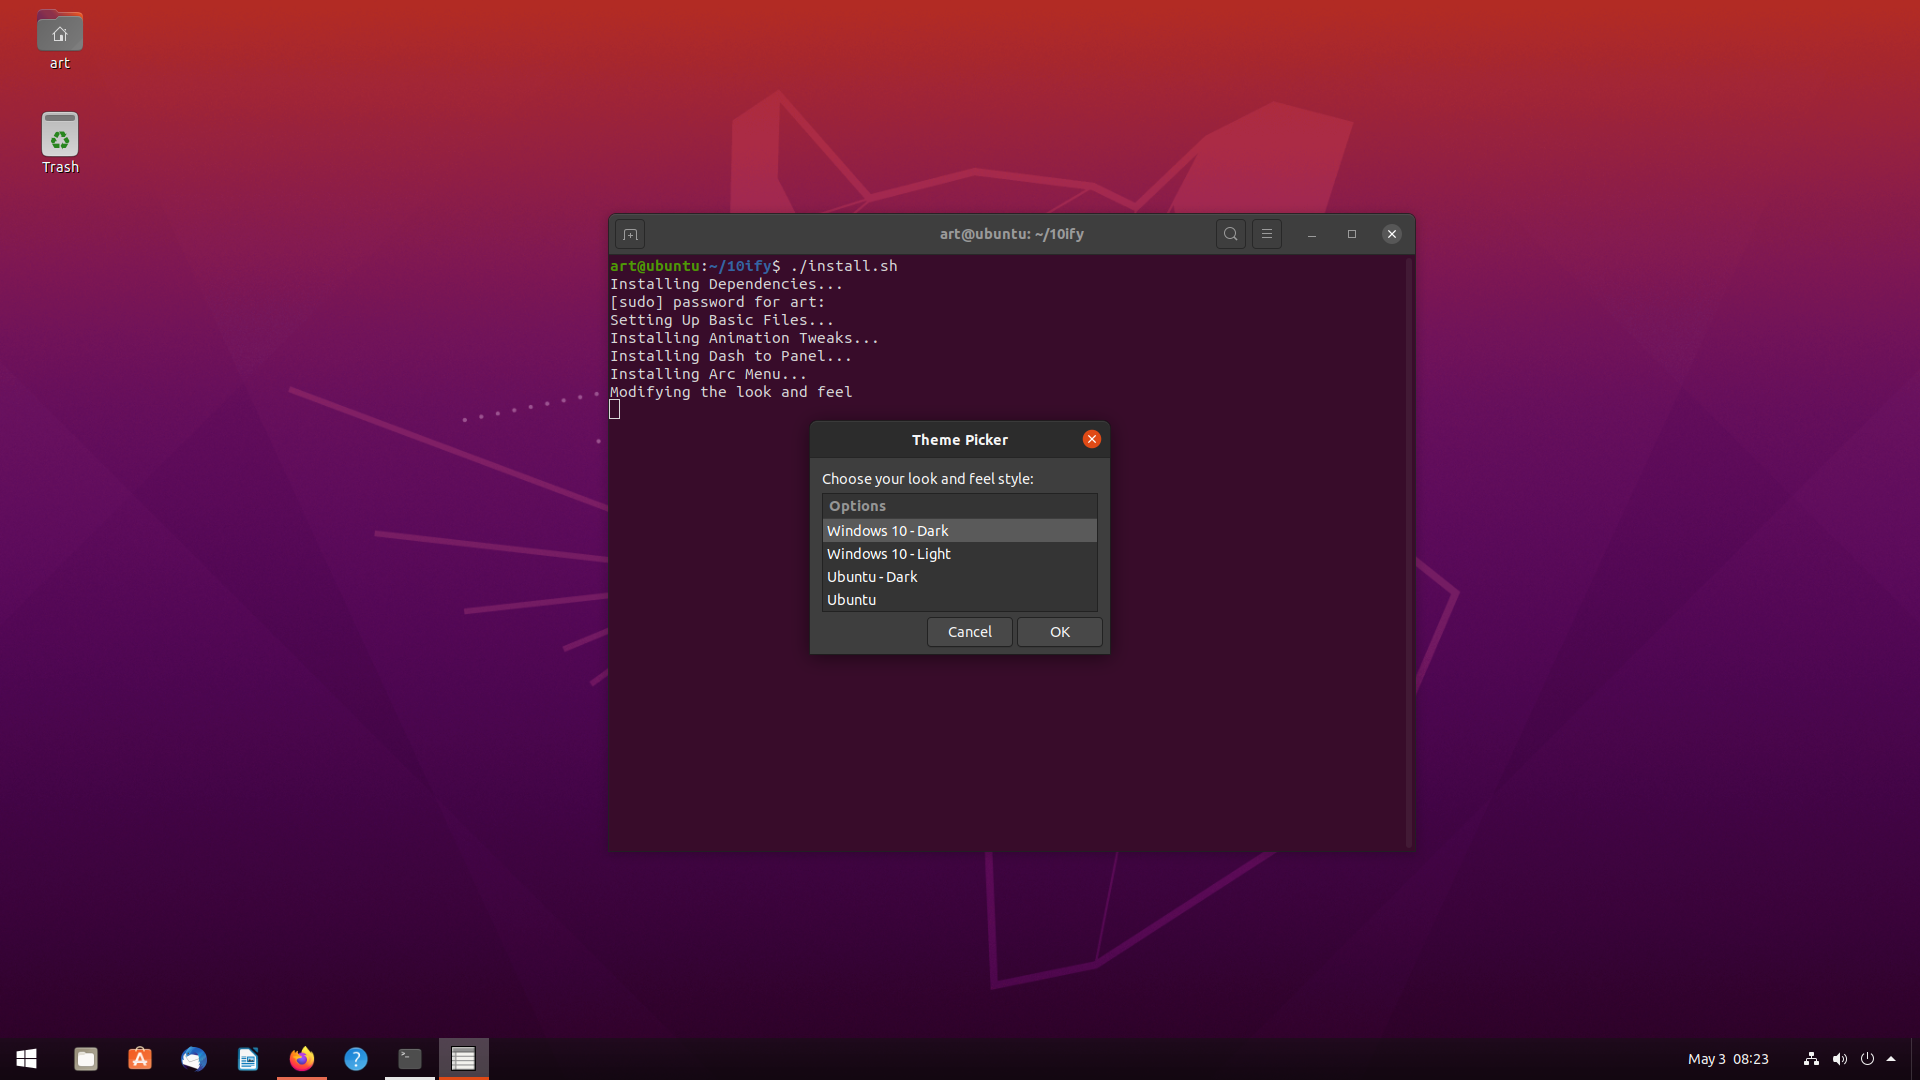 art
Trash
art@ubuntu: ~/10ify
art@ubuntu:~/10ify$ ./install.sh
Installing Dependencies...
[sudo] password for art:
Setting Up Basic Files...
Installing Animation Tweaks...
Installing Dash to Panel...
Installing Arc Menu...
Modifying the look and feel
Theme Picker
Choose your look and feel style:
Options
Windows 10 - Dark
Windows 10 - Light
Ubuntu - Dark
Ubuntu
Cancel OK
May 3 08:23